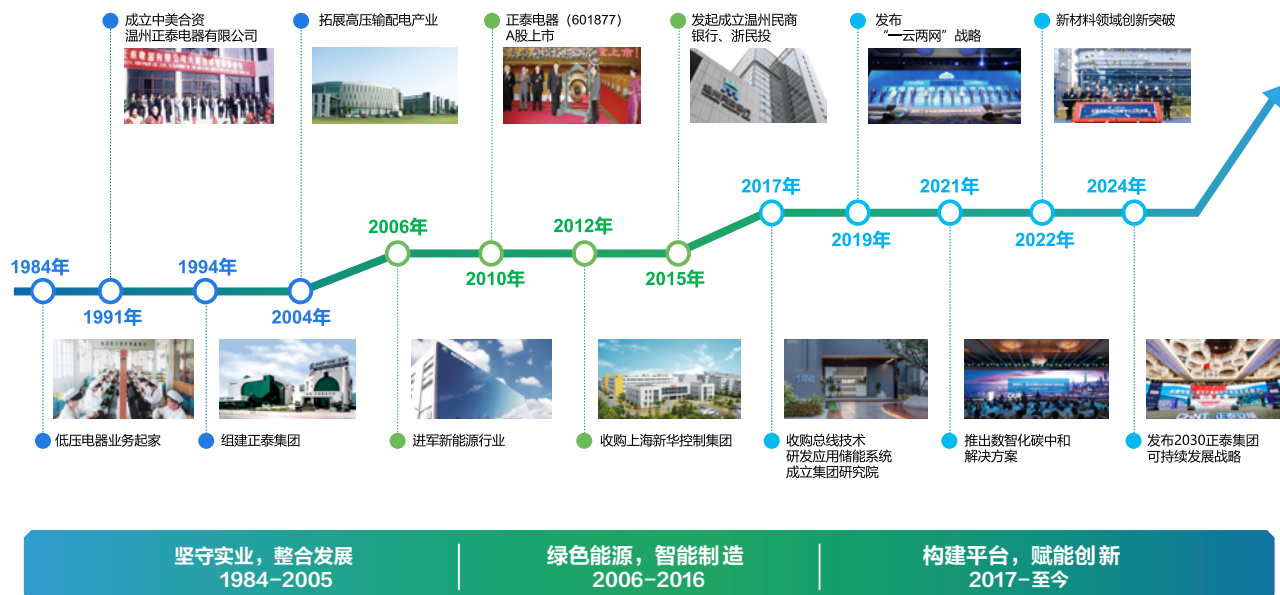 成立中美合资
温州正泰电器有限公司
拓展高压输配电产业
正泰电器（601877）
A股上市
发起成立温州民商
银行、浙民投
发布
“一云两网”战略
新材料领域创新突破
1984年
1991年
1994年
2004年
2006年
2010年
2012年
2015年
2017年
2019年
2021年
2022年
2024年
低压电器业务起家
组建正泰集团
进军新能源行业
收购上海新华控制集团
收购总线技术
研发应用储能系统
成立集团研究院
推出数智化碳中和
解决方案
发布2030正泰集团
可持续发展战略
坚守实业，整合发展
1984-2005
绿色能源，智能制造
2006-2016
构建平台，赋能创新
2017-至今